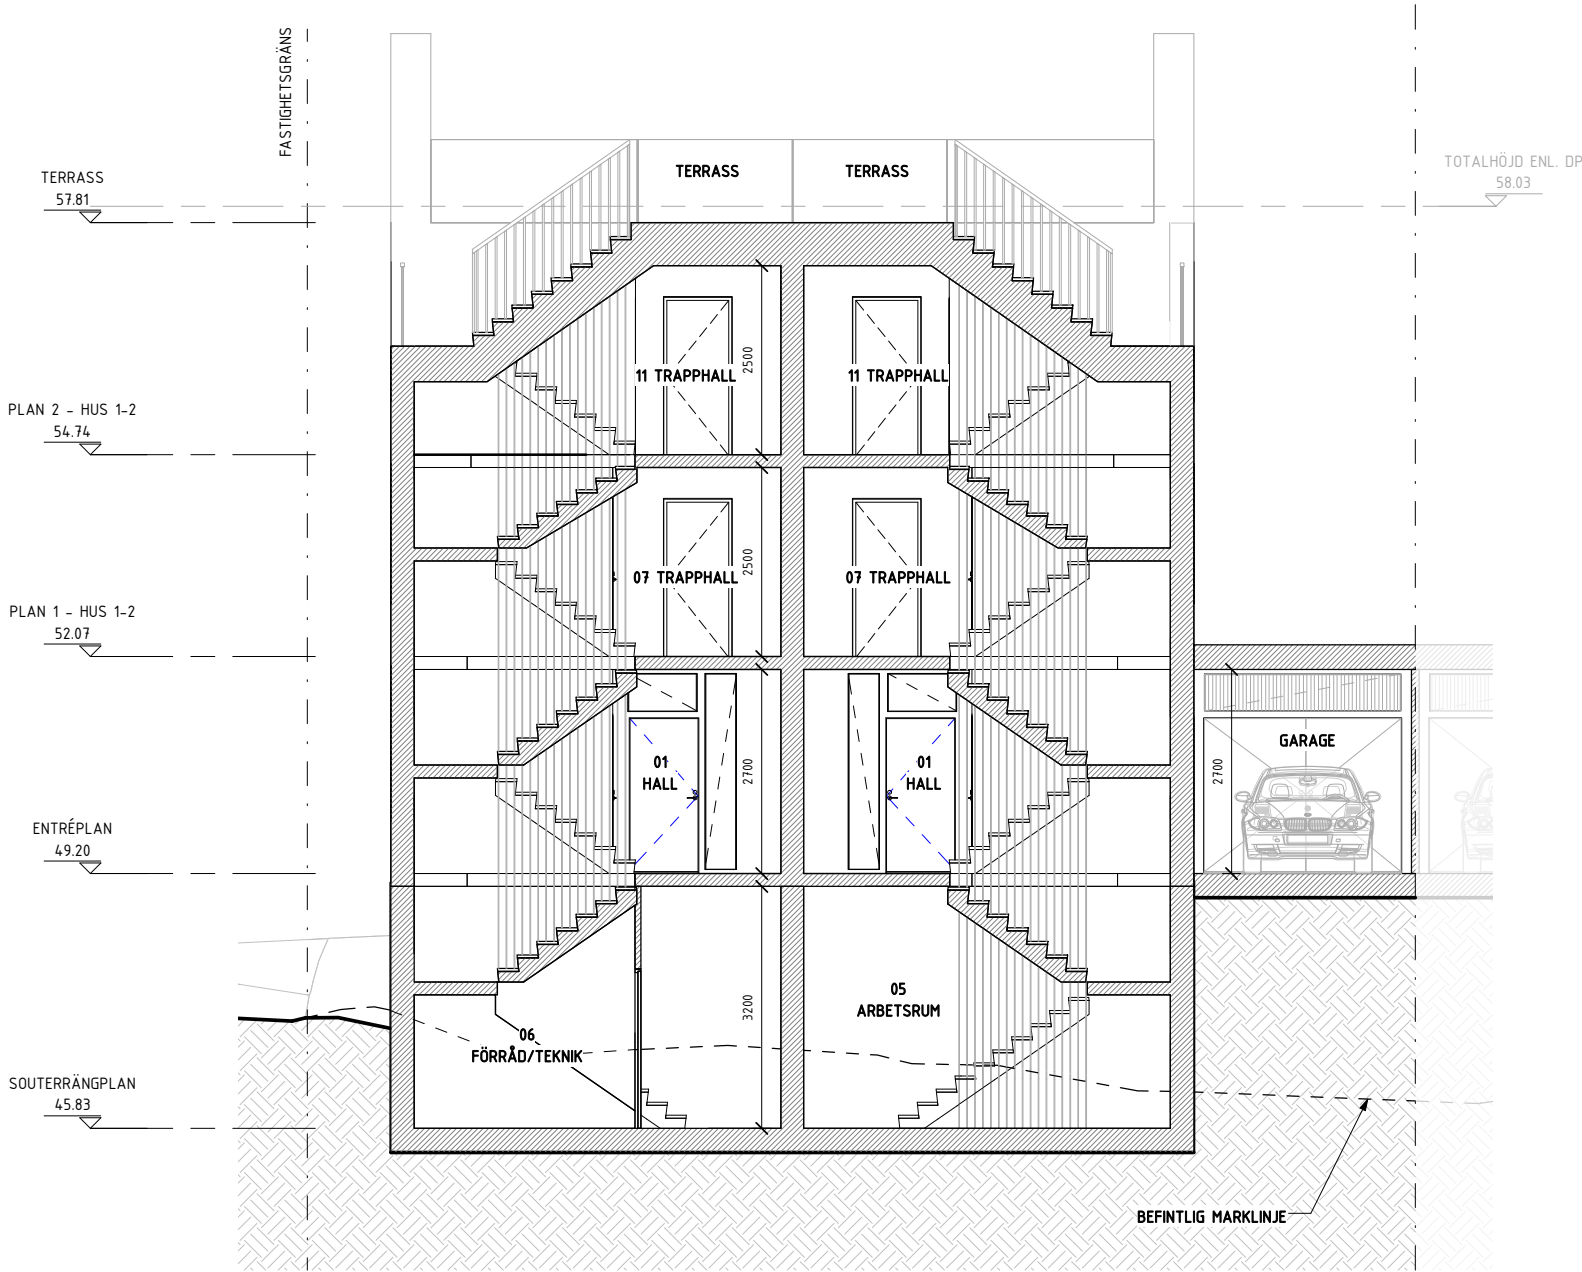 FASTIGHETSGRÄNS
TERRASS
57.81
TERRASS
TERRASS
TOTALHÖJD ENL. DP
58.03
PLAN 2 - HUS 1-2
54.74
11 TRAPPHALL
2500
11 TRAPPHALL
PLAN 1 - HUS 1-2
52.07
07 TRAPPHALL
2500
07 TRAPPHALL
ENTRÉPLAN
49.20
01
HALL
2700
01
HALL
2700
GARAGE
SOUTERRÄNGPLAN
45.83
06
FÖRRÅD/TEKNIK
3200
05
ARBETSRUM
BEFINTLIG MARKLINJE